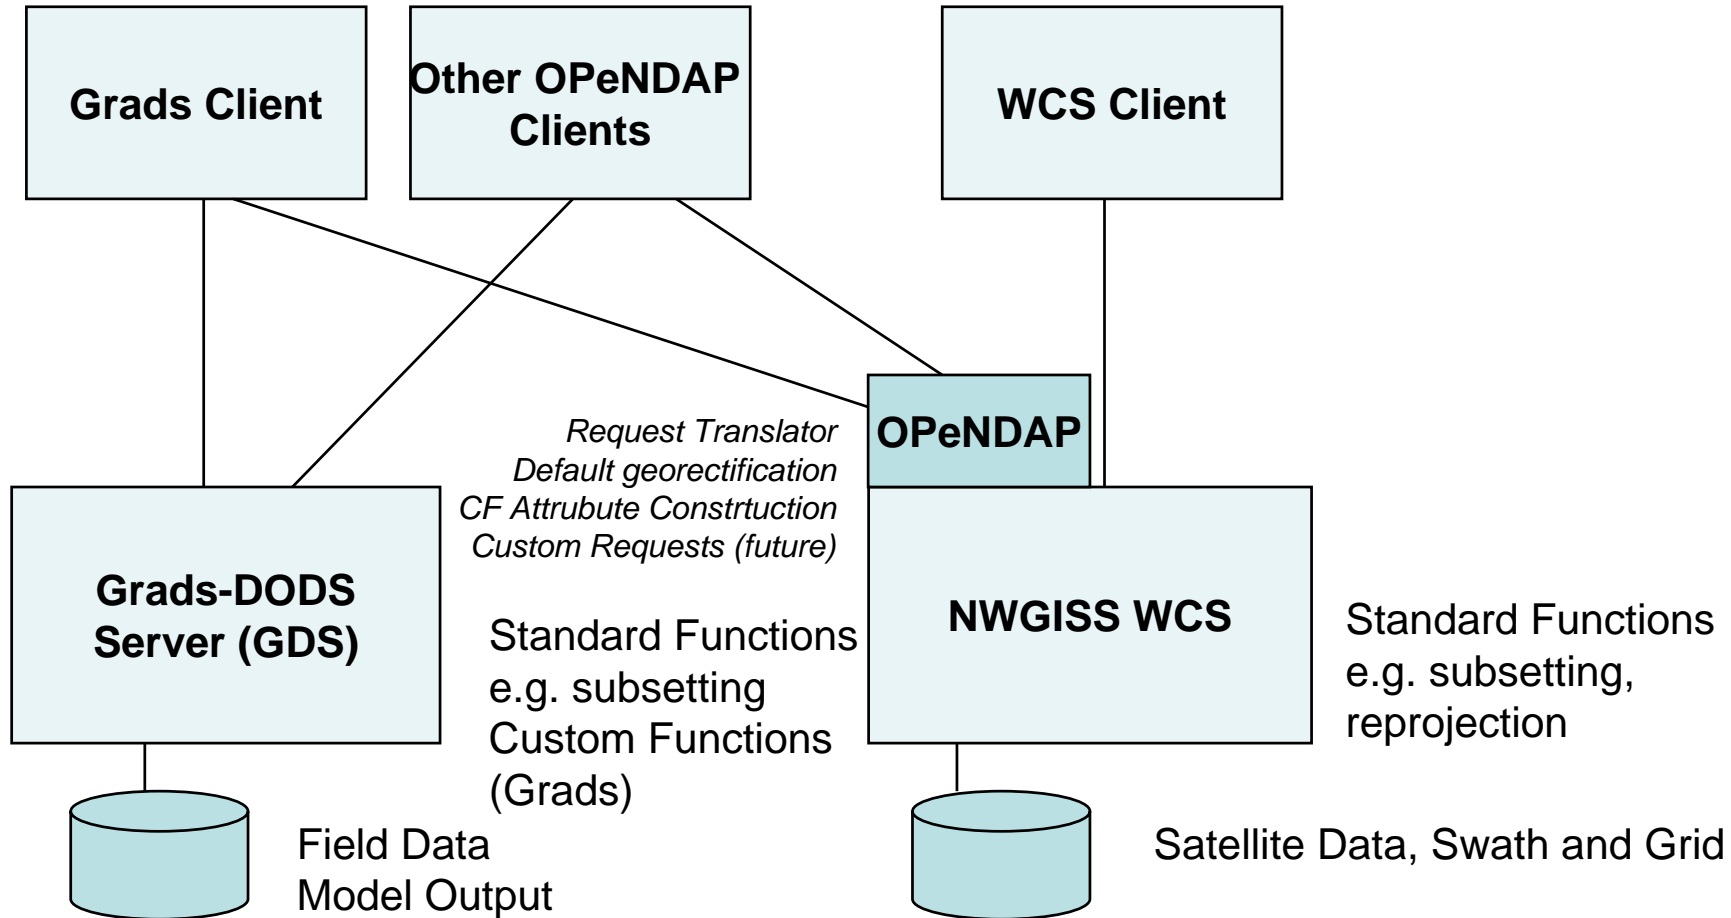 Grads Client
Other OPeNDAP
Clients
WCS Client
Request Translator
Default georectification
CF Attrubute Constrtuction
Custom Requests (future)
OPeNDAP
Grads-DODS
Server (GDS)
Standard Functions
e.g. subsetting
Custom Functions
(Grads)
NWGISS WCS
Standard Functions
e.g. subsetting,
reprojection
Field Data
Model Output
Satellite Data, Swath and Grid